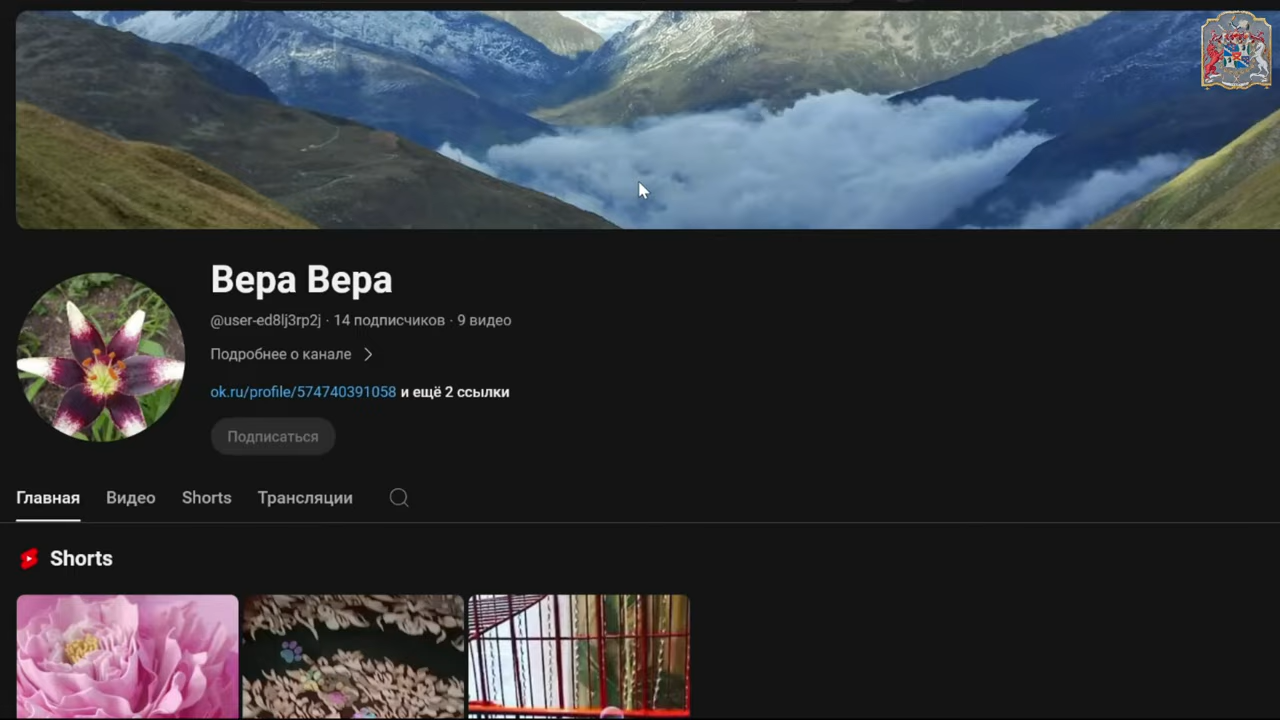 Вера Вера
@user-ed8lj3rp2j · 14 подписчиков · 9 видео
Подробнее о канале
ok.ru/profile/574740391058 и ещё 2 ссылки
Подписаться
Главная Видео Shorts Трансляции
Shorts